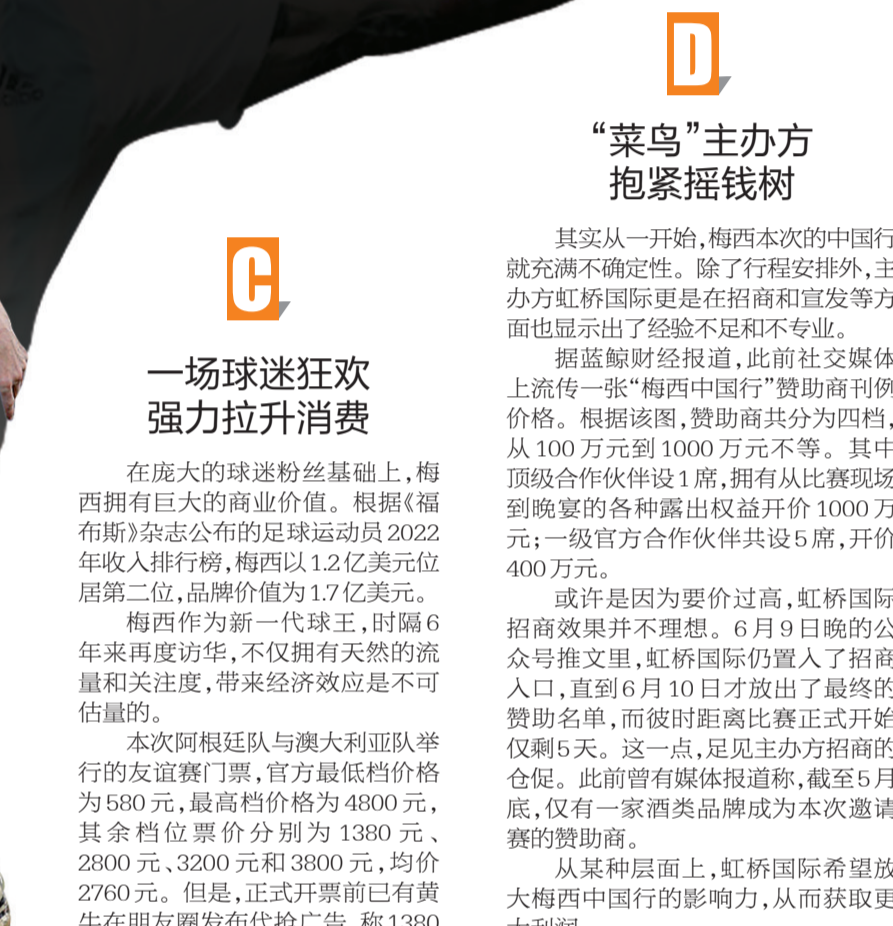 C
一场球迷狂欢
强力拉升消费
在庞大的球迷粉丝基础上，梅
西拥有巨大的商业价值。根据《福
布斯》杂志公布的足球运动员2022
年收入排行榜，梅西以1.2亿美元位
居第二位，品牌价值为1.7亿美元。
梅西作为新一代球王，时隔6
年来再度访华，不仅拥有天然的流
量和关注度，带来经济效应是不可
估量的。
本次阿根廷队与澳大利亚队举
行的友谊赛门票，官方最低档价格
为580元，最高档价格为4800元，
其余档位票价分别为1380元、
2800元、3200元和3800元，均价
2760元。但是，正式开票前已有黄
牛在朋友圈发布代抢广告，称1380
D
“菜鸟”主办方
抱紧摇钱树
其实从一开始，梅西本次的中国行
就充满不确定性。除了行程安排外，主
办方虹桥国际更是在招商和宣发等方
面也显示出了经验不足和不专业。
据蓝鲸财经报道，此前社交媒体
上流传一张“梅西中国行”赞助商刊例
价格。根据该图，赞助商共分为四档，
从100万元到1000万元不等。其中
顶级合作伙伴设1席，拥有从比赛现场
到晚宴的各种露出权益开价1000万
元；一级官方合作伙伴共设5席，开价
400万元。
或许是因为要价过高，虹桥国际
招商效果并不理想。6月9日晚的公
众号推文里，虹桥国际仍置入了招商
入口，直到6月10日才放出了最终的
赞助名单，而彼时距离比赛正式开始
仅剩5天。这一点，足见主办方招商的
仓促。此前曾有媒体报道称，截至5月
底，仅有一家酒类品牌成为本次邀请
赛的赞助商。
从某种层面上，虹桥国际希望放
大梅西中国行的影响力，从而获取更
大利润